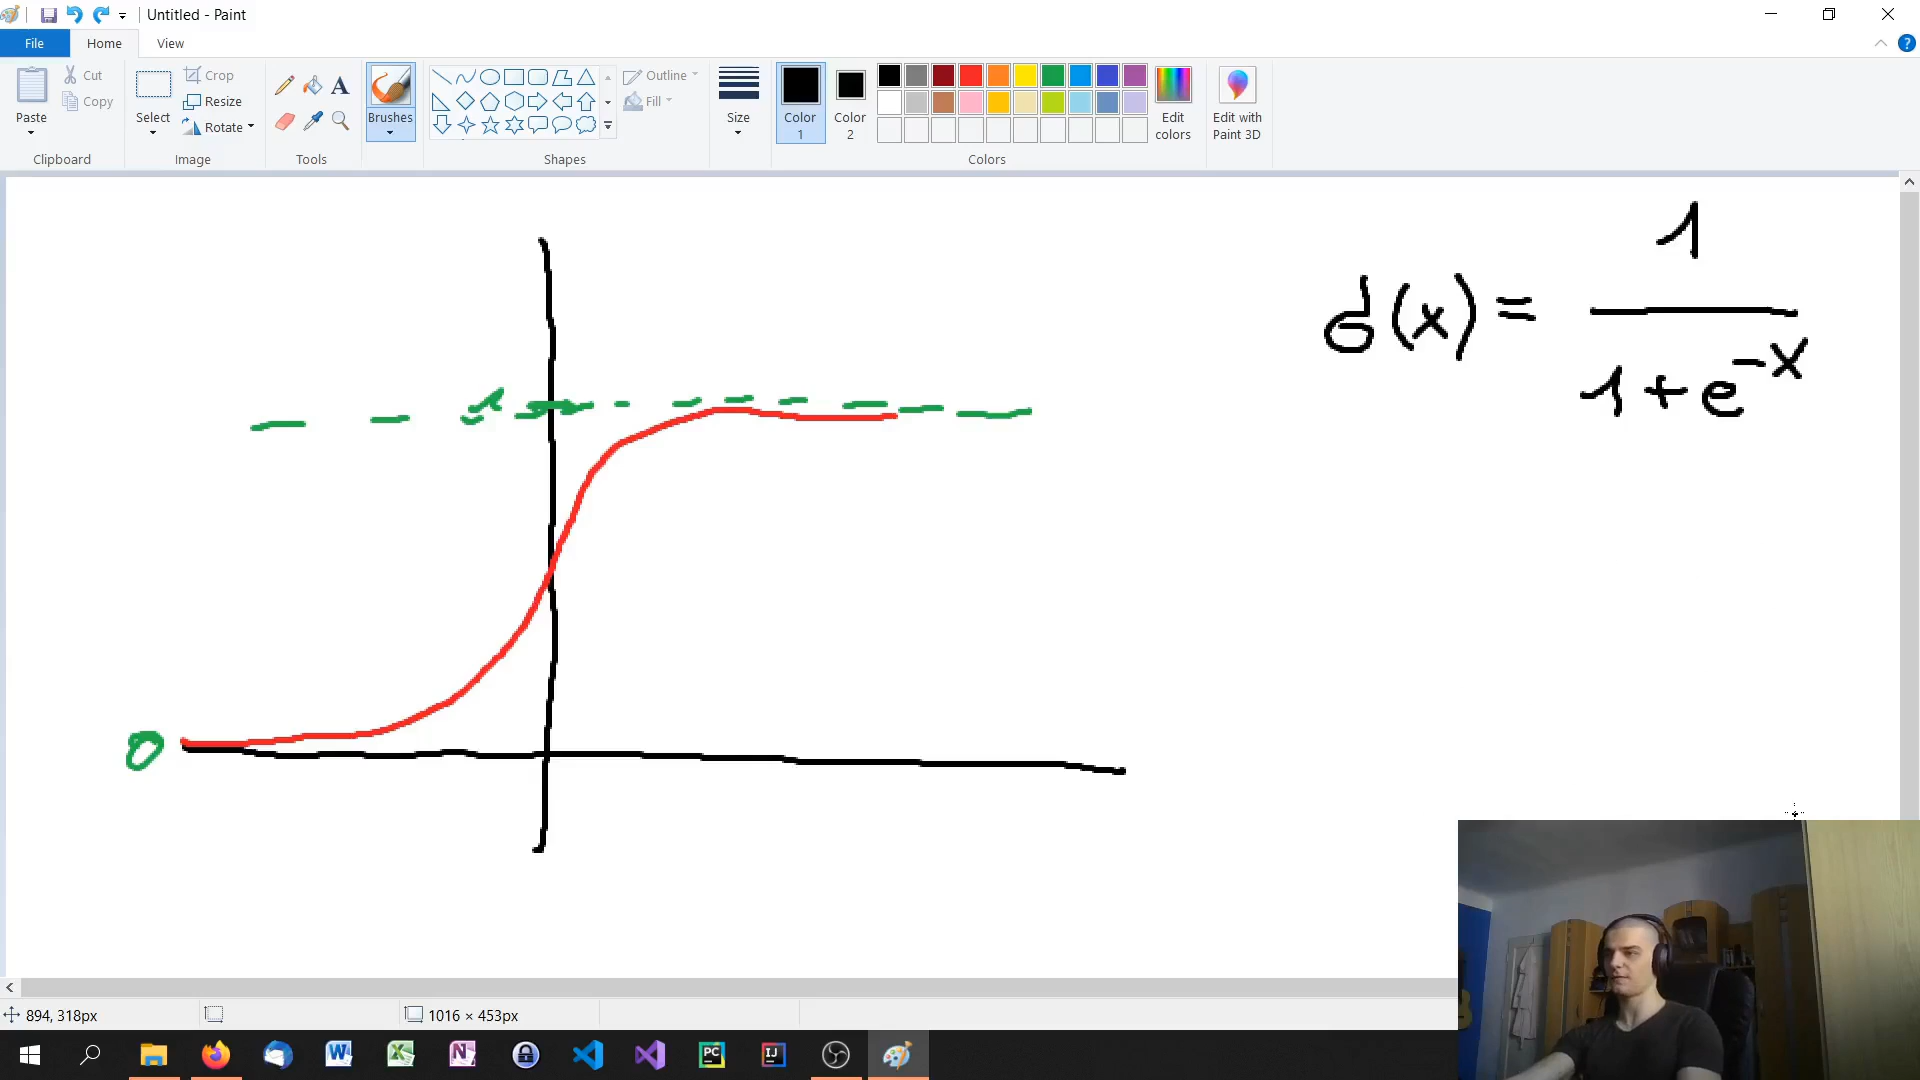 Untitled - Paint
File Home View
Paste
Cut
Copy
Clipboard
Select
Crop
Resize
Rotate
Image
A
Tools
Brushes
Outline
Fill
Shapes
Size
Color 1
Color 2
Edit colors
Colors
Edit with Paint 3D
1
0
σ(x) = 1
1 + e^-x
894, 318px
1016 × 453px
W X N PC IJ